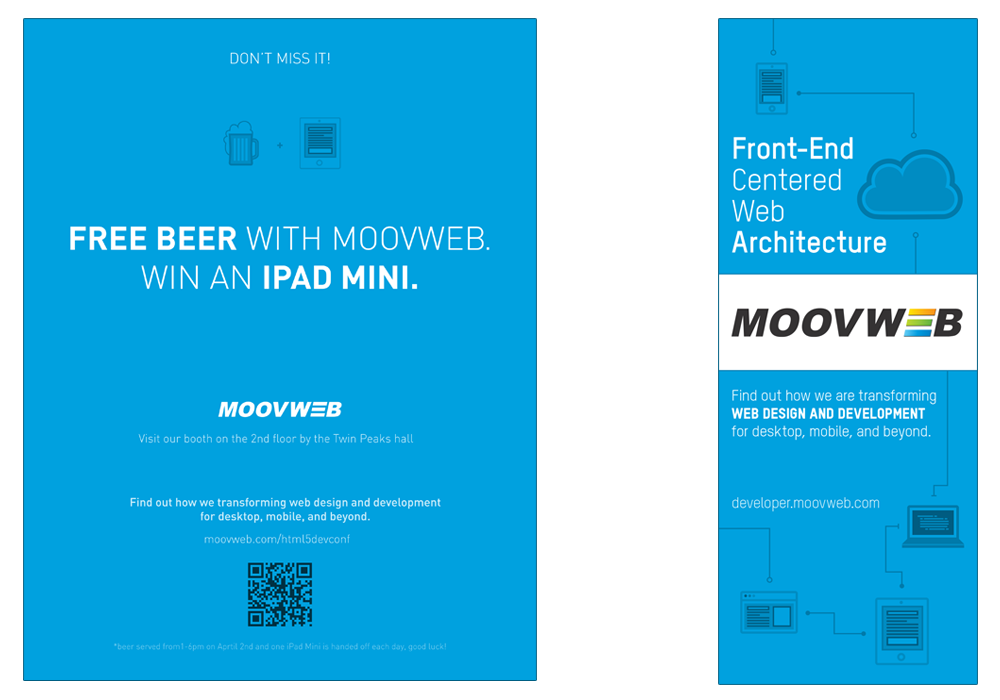 DON'T MISS IT!
FREE BEER WITH MOOVWEB.
WIN AN IPAD MINI.
MOOVWEB
Visit our booth on the 2nd floor by the Twin Peaks hall
Find out how we transforming web design and development
for desktop, mobile, and beyond.
moovweb.com/html5devconf
*beer served from1-6pm on Aprtil 2nd and one iPad Mini is handed off each day, good luck!
Front-End
Centered
Web
Architecture
MOOVWEB
Find out how we are transforming
WEB DESIGN AND DEVELOPMENT
for desktop, mobile, and beyond.
developer.moovweb.com